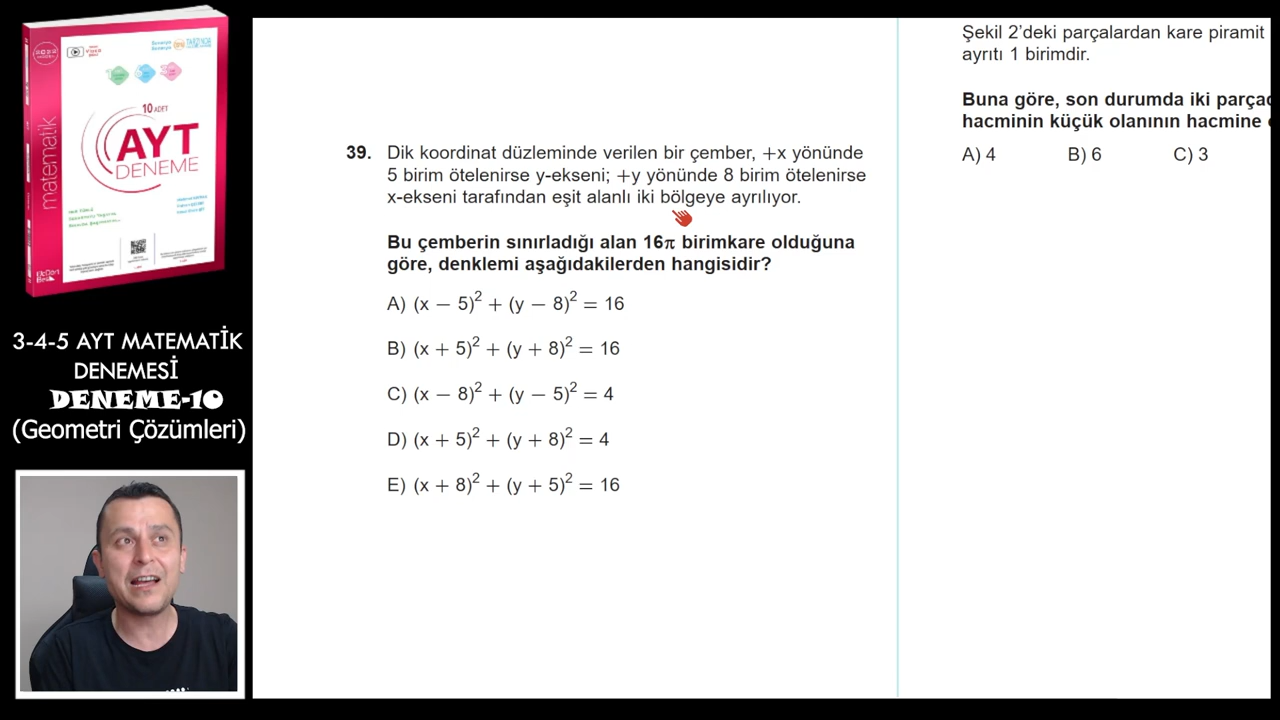 2022
matematik
10 ADET
AYT
DENEME
3-4-5 AYT MATEMATİK
DENEMESİ
DENEME-10
(Geometri Çözümleri)
39. Dik koordinat düzleminde verilen bir çember, +x yönünde
5 birim ötelenirse y-ekseni; +y yönünde 8 birim ötelenirse
x-ekseni tarafından eşit alanlı iki bölgeye ayrılıyor.
Bu çemberin sınırladığı alan 16π birimkare olduğuna
göre, denklemi aşağıdakilerden hangisidir?
A) (x − 5)² + (y − 8)² = 16
B) (x + 5)² + (y + 8)² = 16
C) (x − 8)² + (y − 5)² = 4
D) (x + 5)² + (y + 8)² = 4
E) (x + 8)² + (y + 5)² = 16
Şekil 2'deki parçalardan kare piramit
ayrıtı 1 birimdir.
Buna göre, son durumda iki parçad
hacminin küçük olanının hacmine
A) 4 B) 6 C) 3